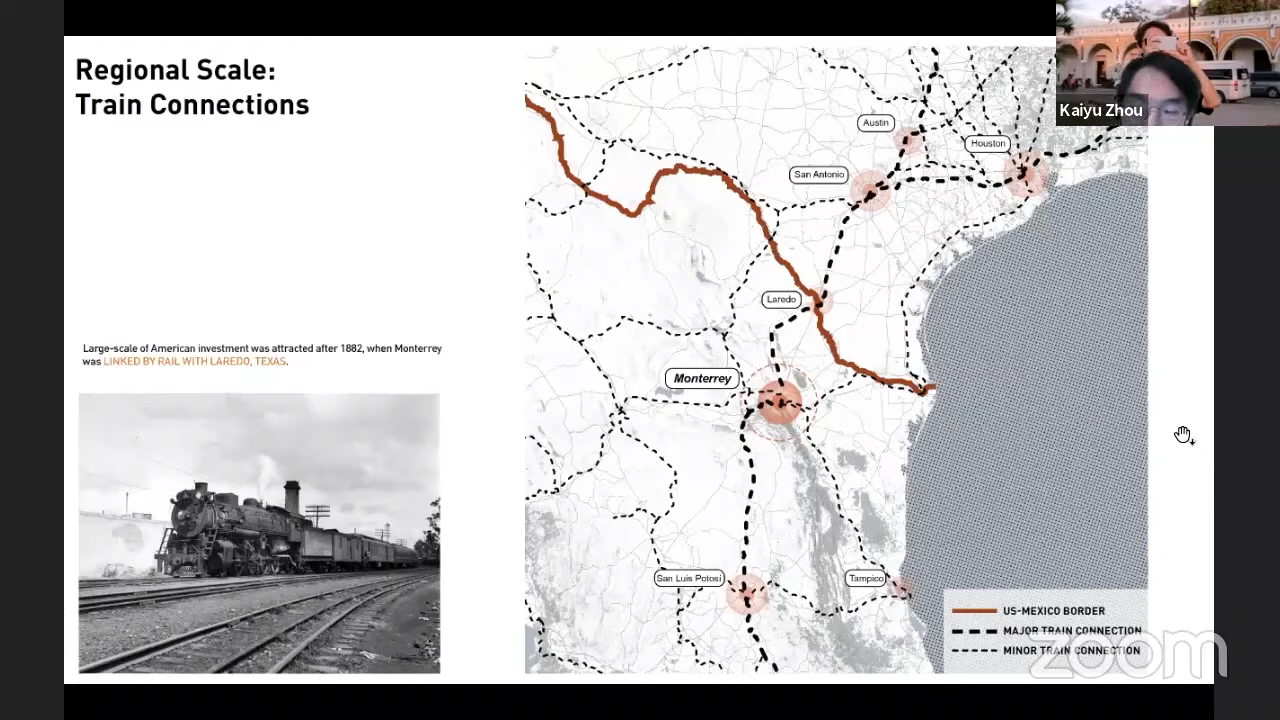 Regional Scale:
Train Connections
Kaiyu Zhou
Austin
Houston
San Antonio
Laredo
Large-scale of American investment was attracted after 1882, when Monterrey
was LINKED BY RAIL WITH LAREDO, TEXAS.
Monterrey
San Luis Potosí
Tampico
US-MEXICO BORDER
MAJOR TRAIN CONNECTION
MINOR TRAIN CONNECTION
zoom